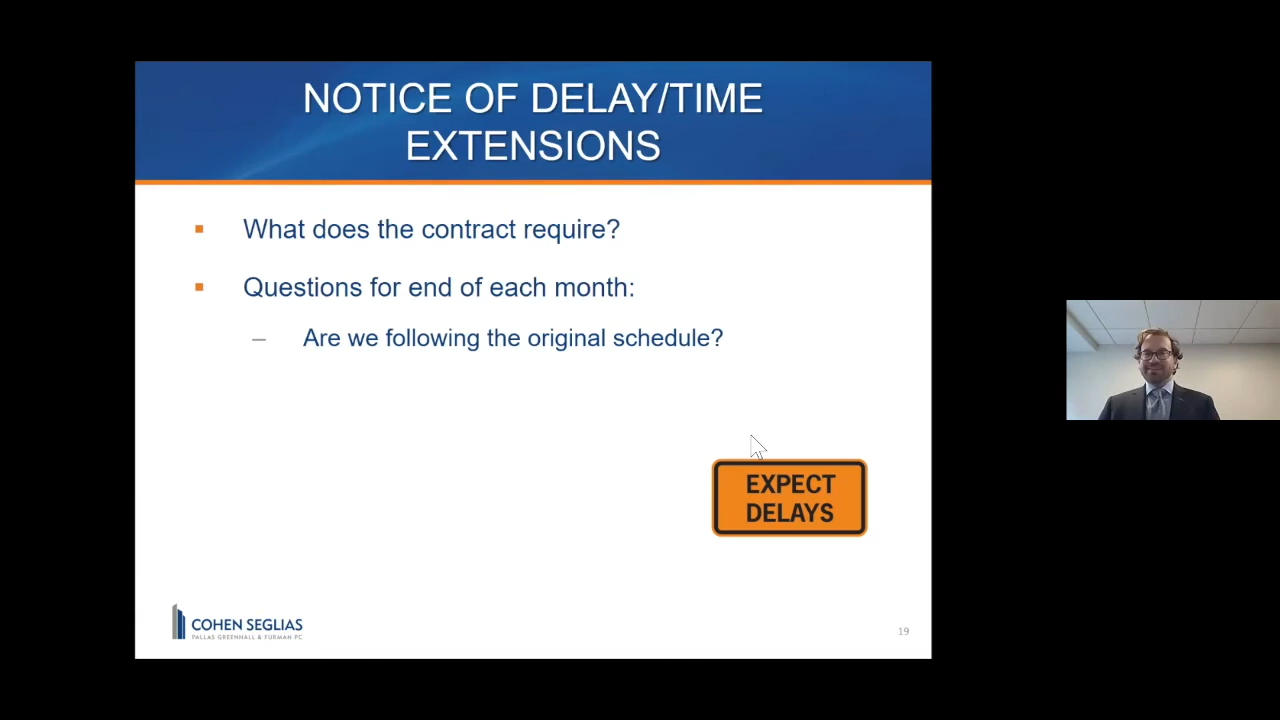 NOTICE OF DELAY/TIME
EXTENSIONS
What does the contract require?
Questions for end of each month:
– Are we following the original schedule?
EXPECT
DELAYS
COHEN SEGLIAS
PALLAS GREENHALL & FURMAN PC
19